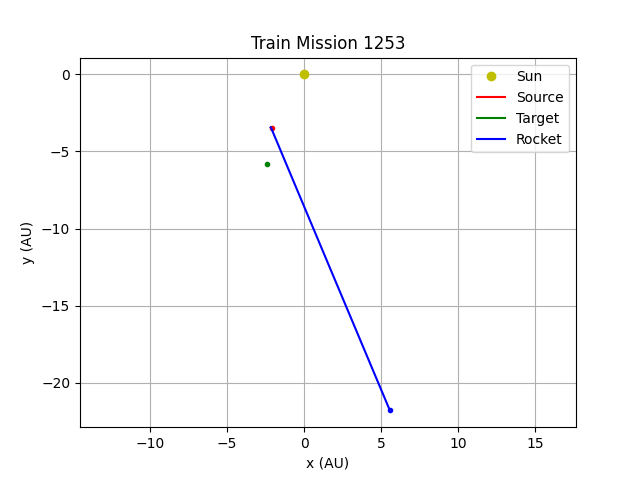 Train Mission 1253
Sun
Source
Target
Rocket
0
−5
−10
−15
−20
y (AU)
−10
−5
0
5
10
15
x (AU)